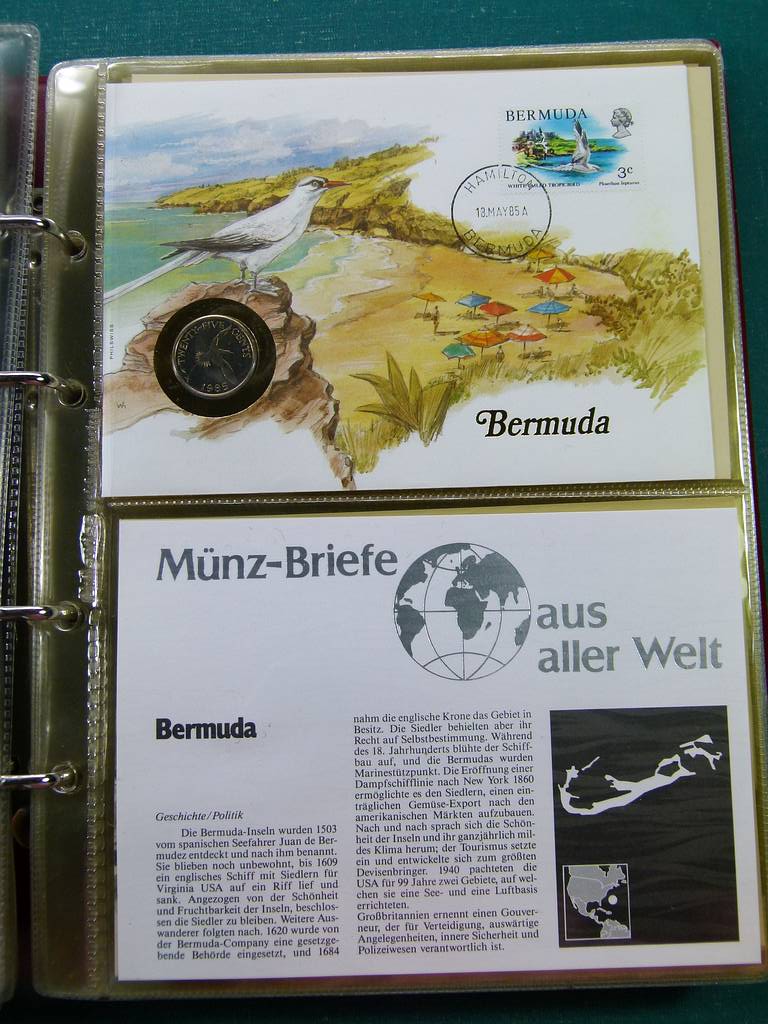 BERMUDA
WHITE-TAILED TROPICBIRD
Phaethon lepturus
3c
HAMILTON
18.MAY85A
BERMUDA
PHILSWISS
TWENTY-FIVE CENTS
1985
Bermuda
Münz-Briefe
aus
aller Welt
Bermuda
Geschichte/Politik
Die Bermuda-Inseln wurden 1503
vom spanischen Seefahrer Juan de Ber-
mudez entdeckt und nach ihm benannt.
Sie blieben noch unbewohnt, bis 1609
ein englisches Schiff mit Siedlern für
Virginia USA auf ein Riff lief und
sank. Angezogen von der Schönheit
und Fruchtbarkeit der Inseln, beschlos-
sen die Siedler zu bleiben. Weitere Aus-
wanderer folgten nach. 1620 wurde von
der Bermuda-Company eine gesetzge-
bende Behörde eingesetzt, und 1684
nahm die englische Krone das Gebiet in
Besitz. Die Siedler behielten aber ihr
Recht auf Selbstbestimmung. Während
des 18. Jahrhunderts blühte der Schiff-
bau auf, und die Bermudas wurden
Marinestützpunkt. Die Eröffnung einer
Dampfschifflinie nach New York 1860
ermöglichte es den Siedlern, einen ein-
träglichen Gemüse-Export nach den
amerikanischen Märkten aufzubauen.
Nach und nach sprach sich die Schön-
heit der Inseln und ihr ganzjährlich mil-
des Klima herum; der Tourismus setzte
ein und entwickelte sich zum größten
Devisenbringer. 1940 pachteten die
USA für 99 Jahre zwei Gebiete, auf wel-
chen sie eine See- und eine Luftbasis
errichteten.
Großbritannien ernennt einen Gouver-
neur, der für Verteidigung, auswärtige
Angelegenheiten, innere Sicherheit und
Polizeiwesen verantwortlich ist.